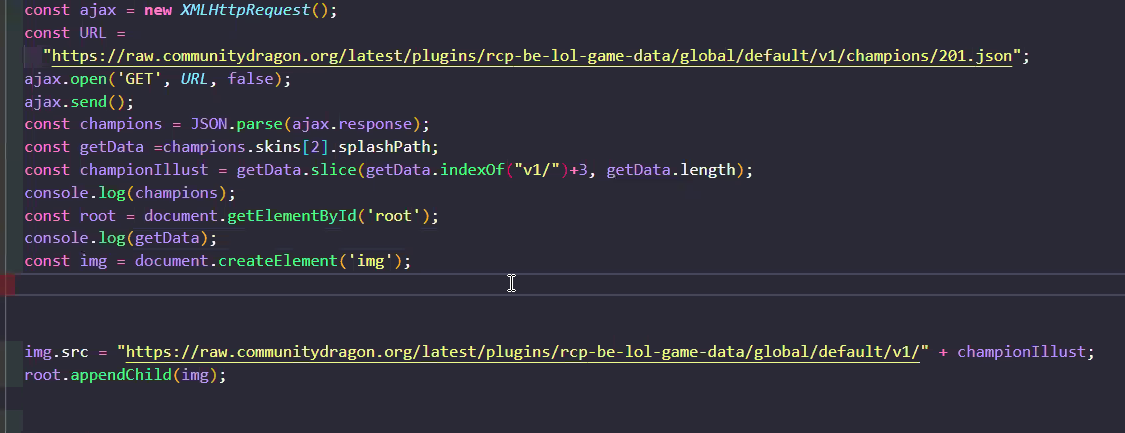 const ajax = new XMLHttpRequest();
const URL =
"https://raw.communitydragon.org/latest/plugins/rcp-be-lol-game-data/global/default/v1/champions/201.json";
ajax.open('GET', URL, false);
ajax.send();
const champions = JSON.parse(ajax.response);
const getData =champions.skins[2].splashPath;
const championIllust = getData.slice(getData.indexOf("v1/")+3, getData.length);
console.log(champions);
const root = document.getElementById('root');
console.log(getData);
const img = document.createElement('img');
img.src = "https://raw.communitydragon.org/latest/plugins/rcp-be-lol-game-data/global/default/v1/" + championIllust;
root.appendChild(img);